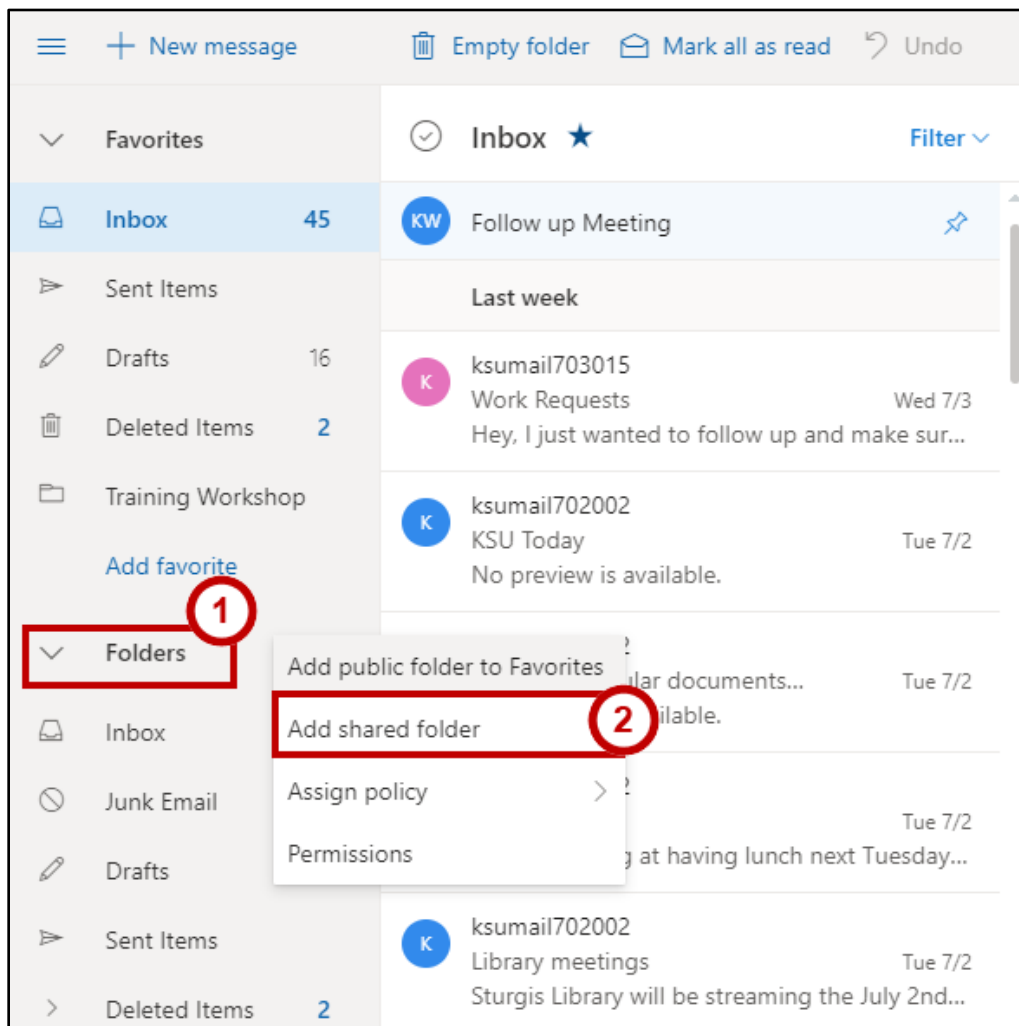 New message
Empty folder
Mark all as read
Undo
Favorites
Inbox 45
Sent Items
Drafts 16
Deleted Items 2
Training Workshop
Add favorite
1
Folders
Inbox
Junk Email
Drafts
Sent Items
Deleted Items 2
Add public folder to Favorites
Add shared folder
2
Assign policy
Permissions
Inbox
Filter
KW
Follow up Meeting
Last week
K
ksumail703015
Work Requests Wed 7/3
Hey, I just wanted to follow up and make sur...
K
ksumail702002
KSU Today Tue 7/2
No preview is available.
documents... Tue 7/2
Tue 7/2
at having lunch next Tuesday...
K
ksumail702002
Library meetings Tue 7/2
Sturgis Library will be streaming the July 2nd...